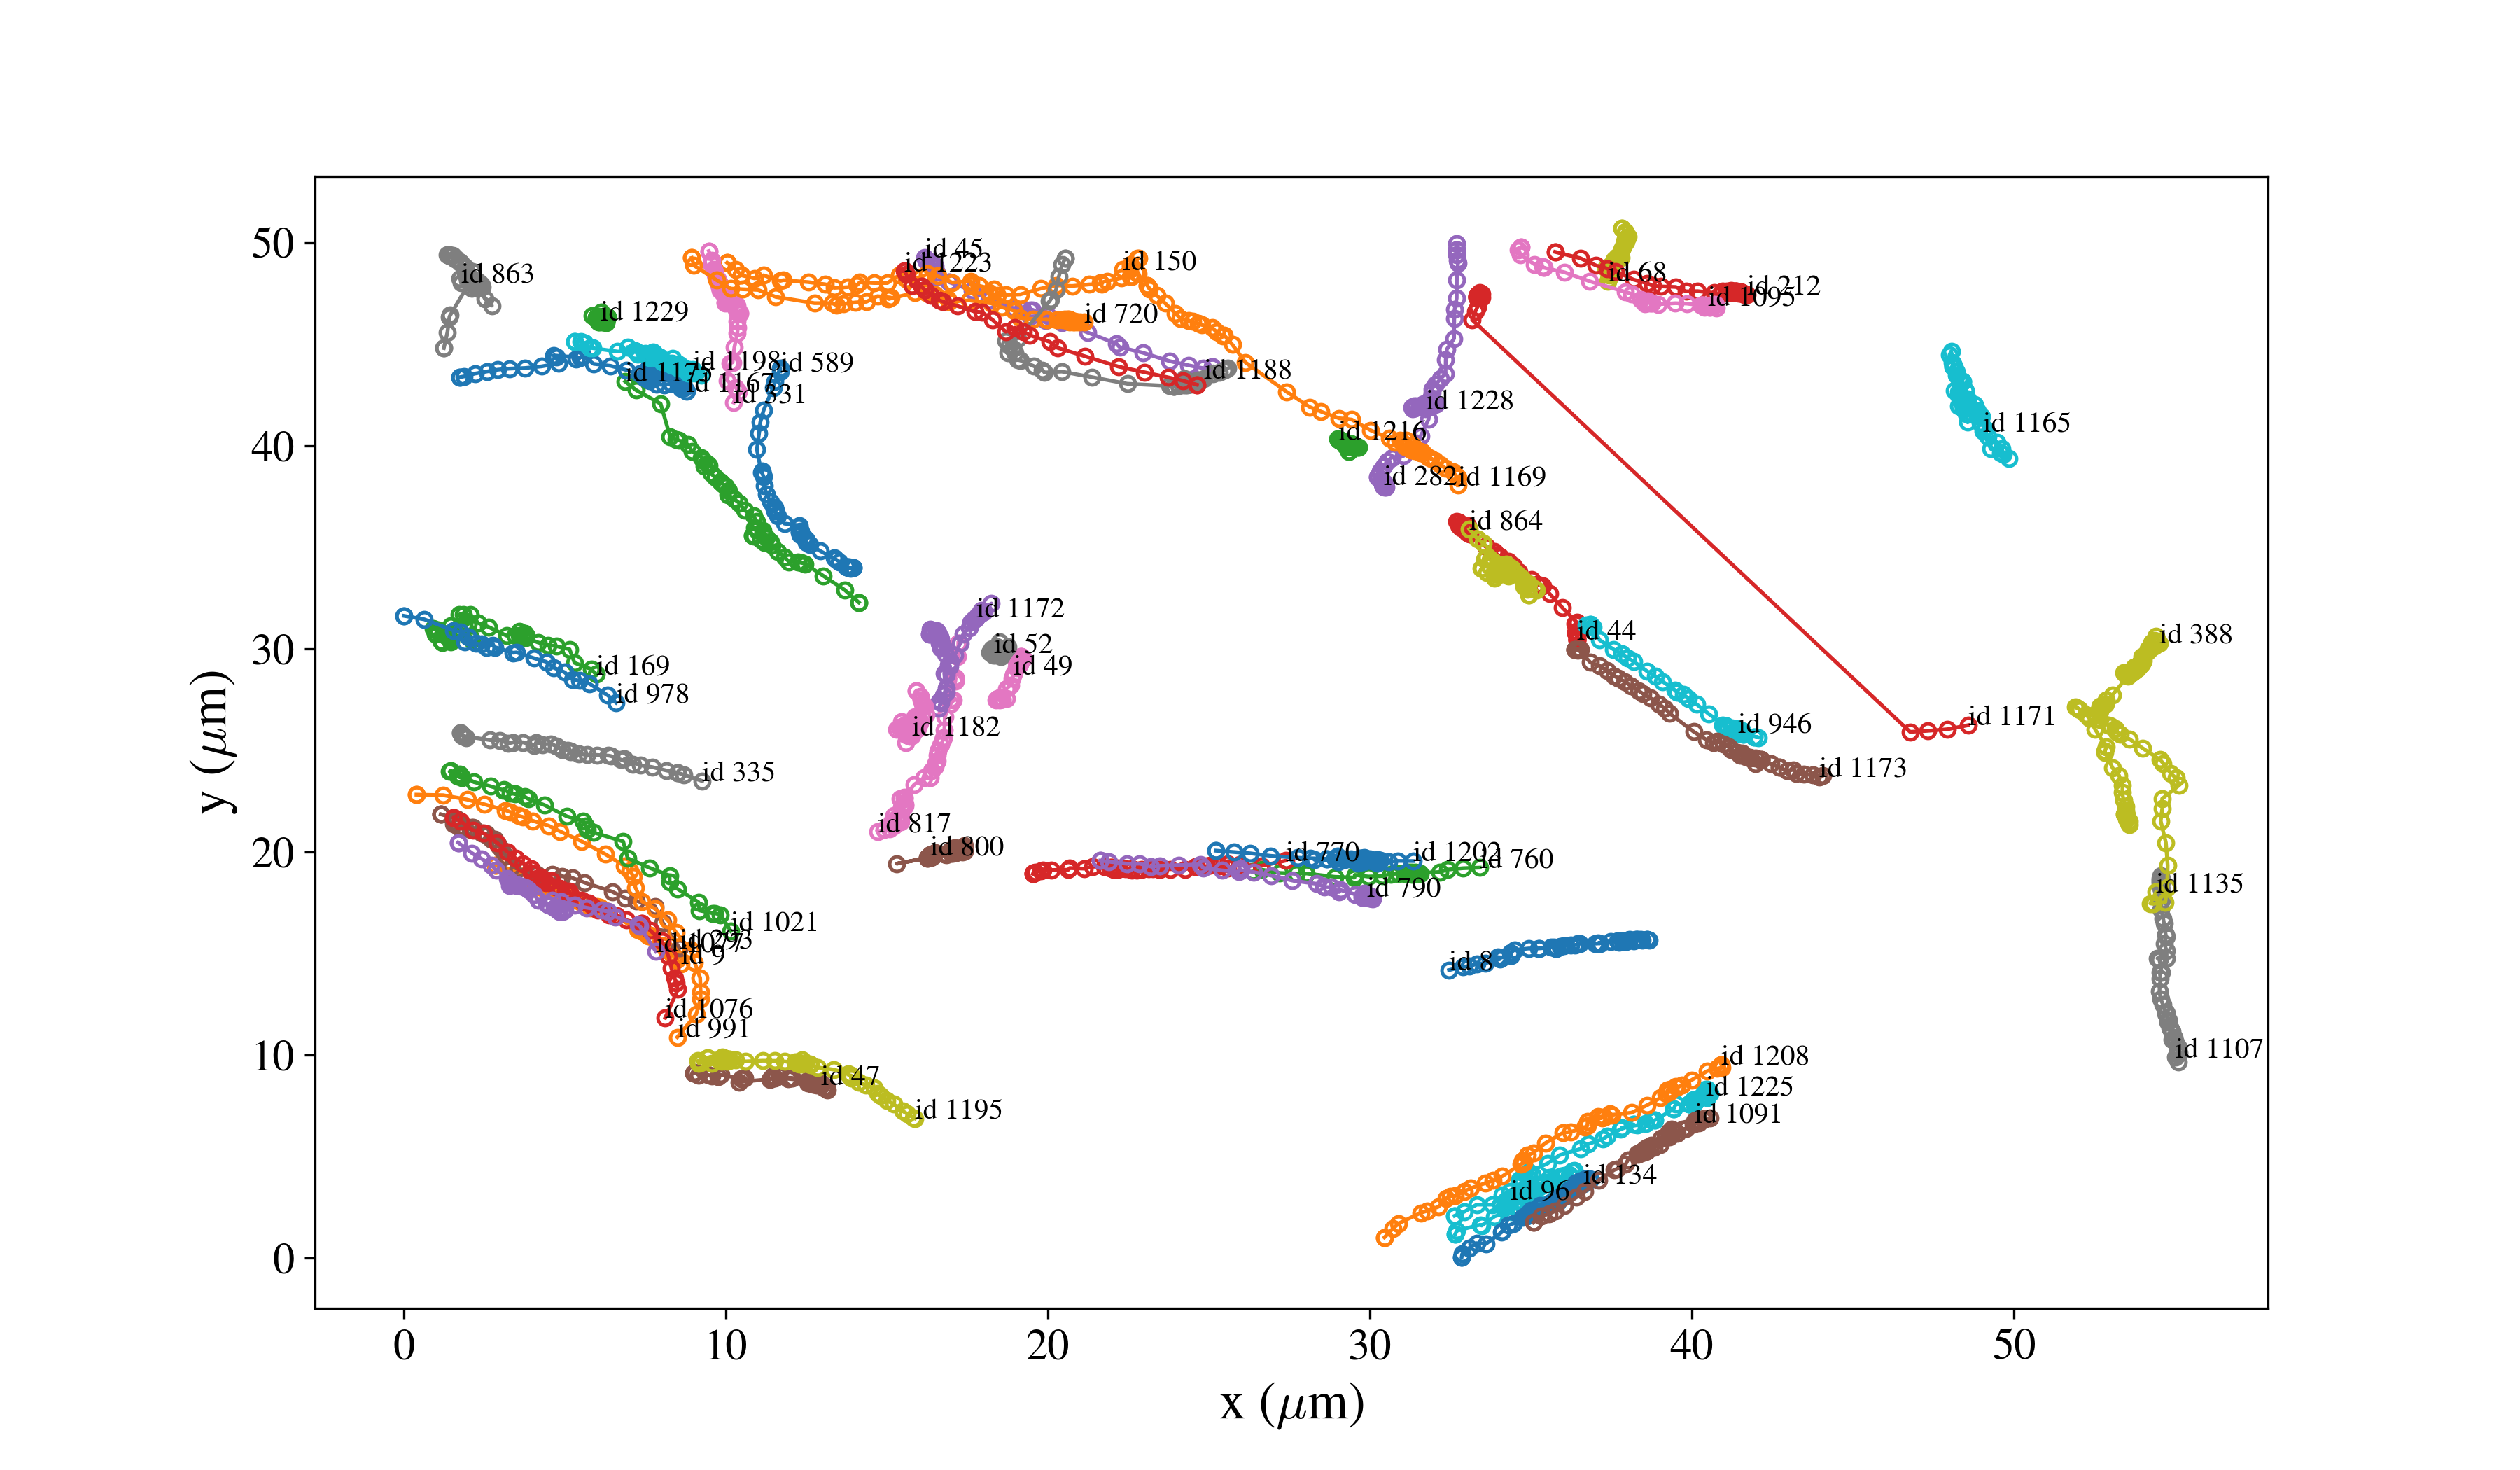 50
40
30
20
10
0
y (μm)
id 863
id 1229
id 45
id 1223
id 150
id 720
id 68
id 212
id 1095
id 1198
id 589
id 1175
id 1167
id 331
id 1188
id 1228
id 1216
id 282
id 1169
id 1165
id 864
id 1172
id 52
id 49
id 44
id 388
id 169
id 978
id 1182
id 946
id 1171
id 335
id 1173
id 817
id 800
id 770
id 1202
id 760
id 790
id 1135
id 1021
id 293
id 1077
id 9
id 8
id 1076
id 991
id 47
id 1195
id 1107
id 1208
id 1225
id 1091
id 134
id 96
0 10 20 30 40 50
x (μm)